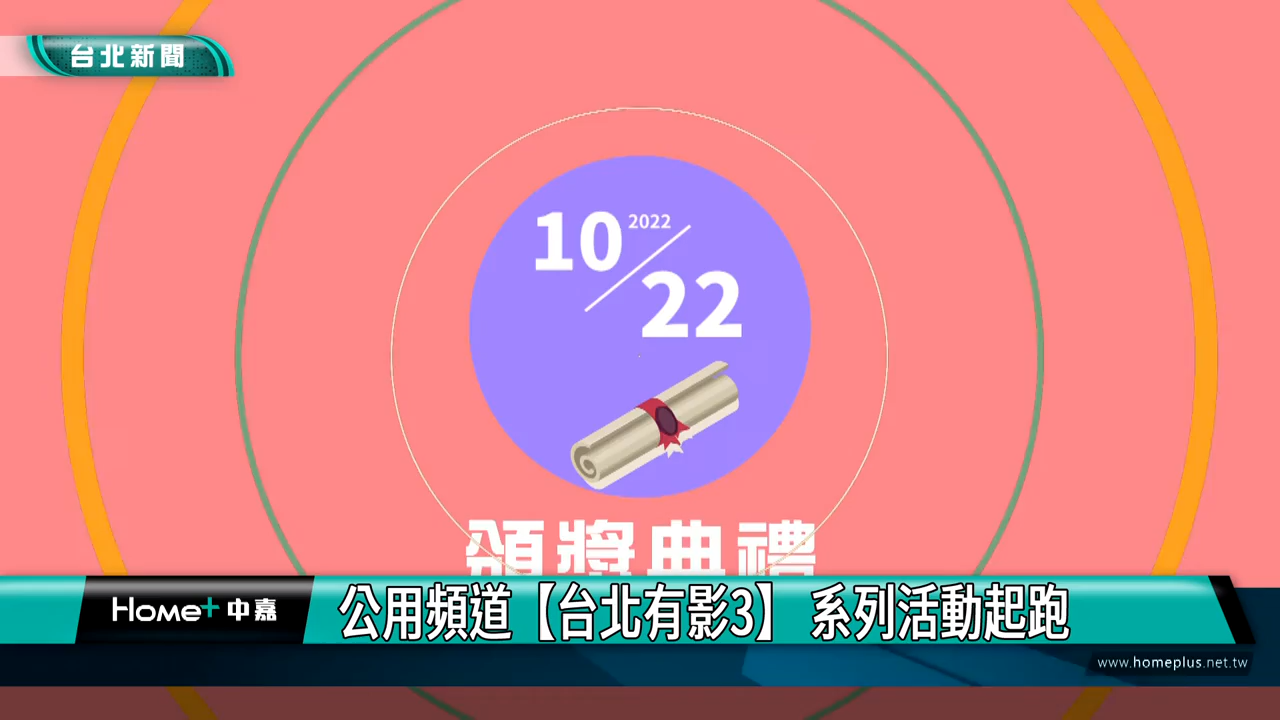 台北新聞
10 2022
22
頒獎典禮
Home+中嘉
公用頻道【台北有影3】 系列活動起跑
www.homeplus.net.tw